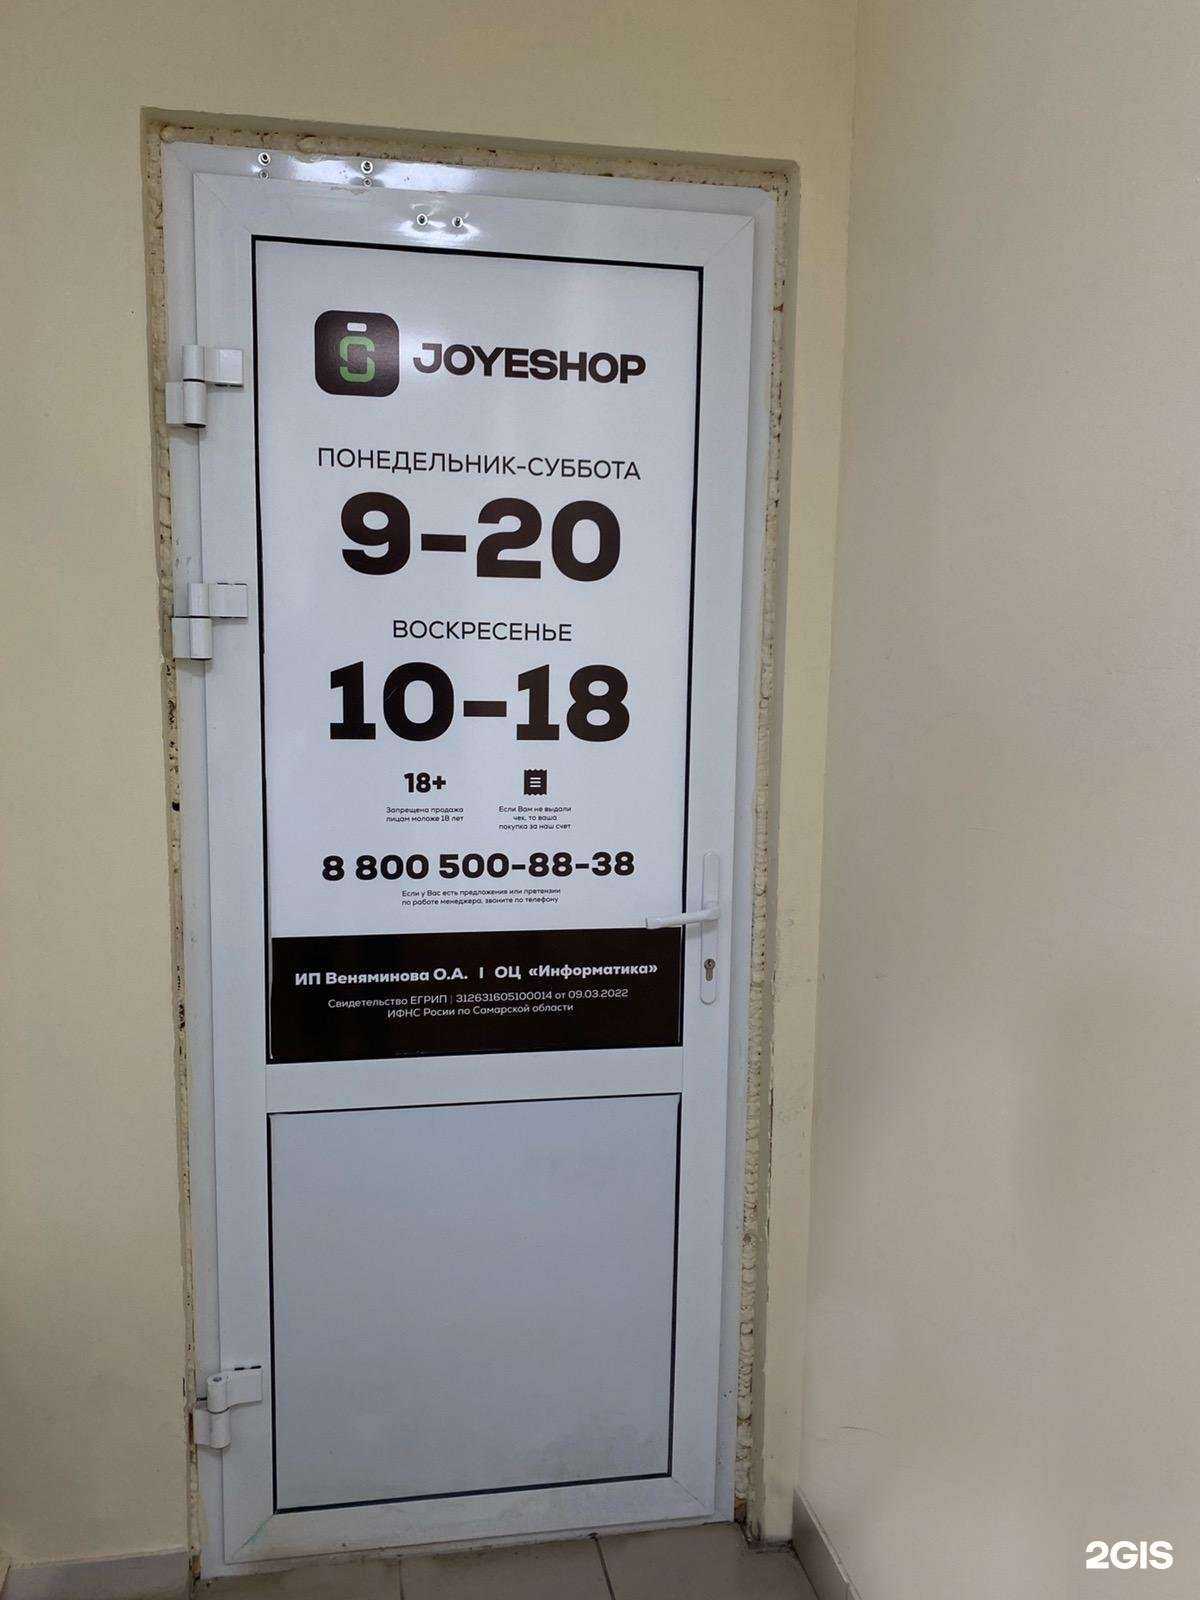 JOYESHOP
ПОНЕДЕЛЬНИК-СУББОТА
9-20
ВОСКРЕСЕНЬЕ
10-18
18+
Запрещена продажа
лицам моложе 18 лет
Если Вам не выдали
чек, то ваша
покупка за наш счет
8 800 500-88-38
Если у Вас есть предложения или претензии
по работе менеджера, звоните по телефону
ИП Веняминова О.А. | ОЦ «Информатика»
Свидетельство ЕГРИП | 312631605100014 от 09.03.2022
ИФНС Росии по Самарской области
2GIS